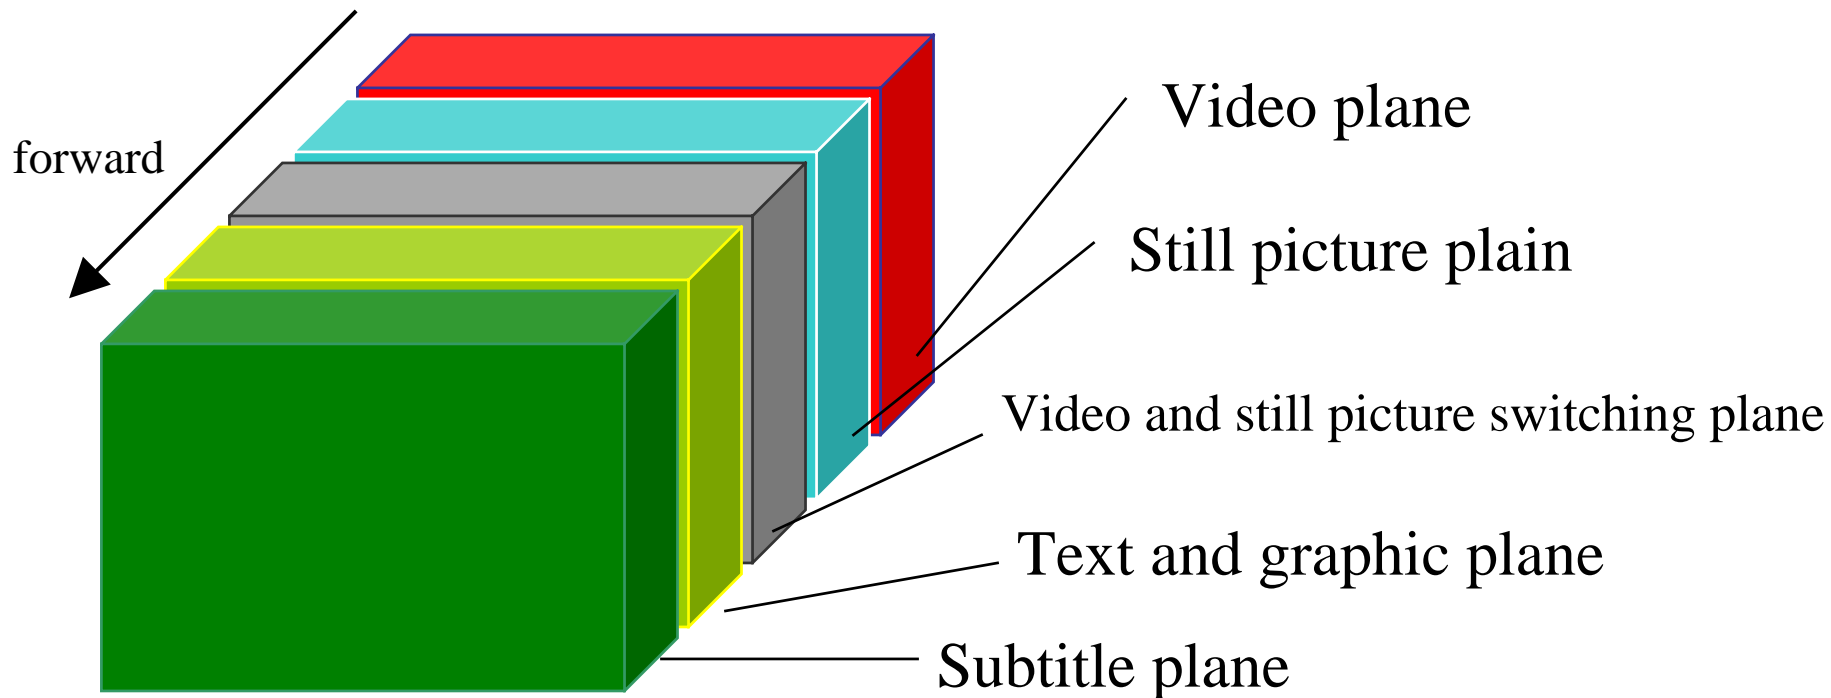 Video plane
forward
Still picture plain
Video and still picture switching plane
Text and graphic plane
Subtitle plane